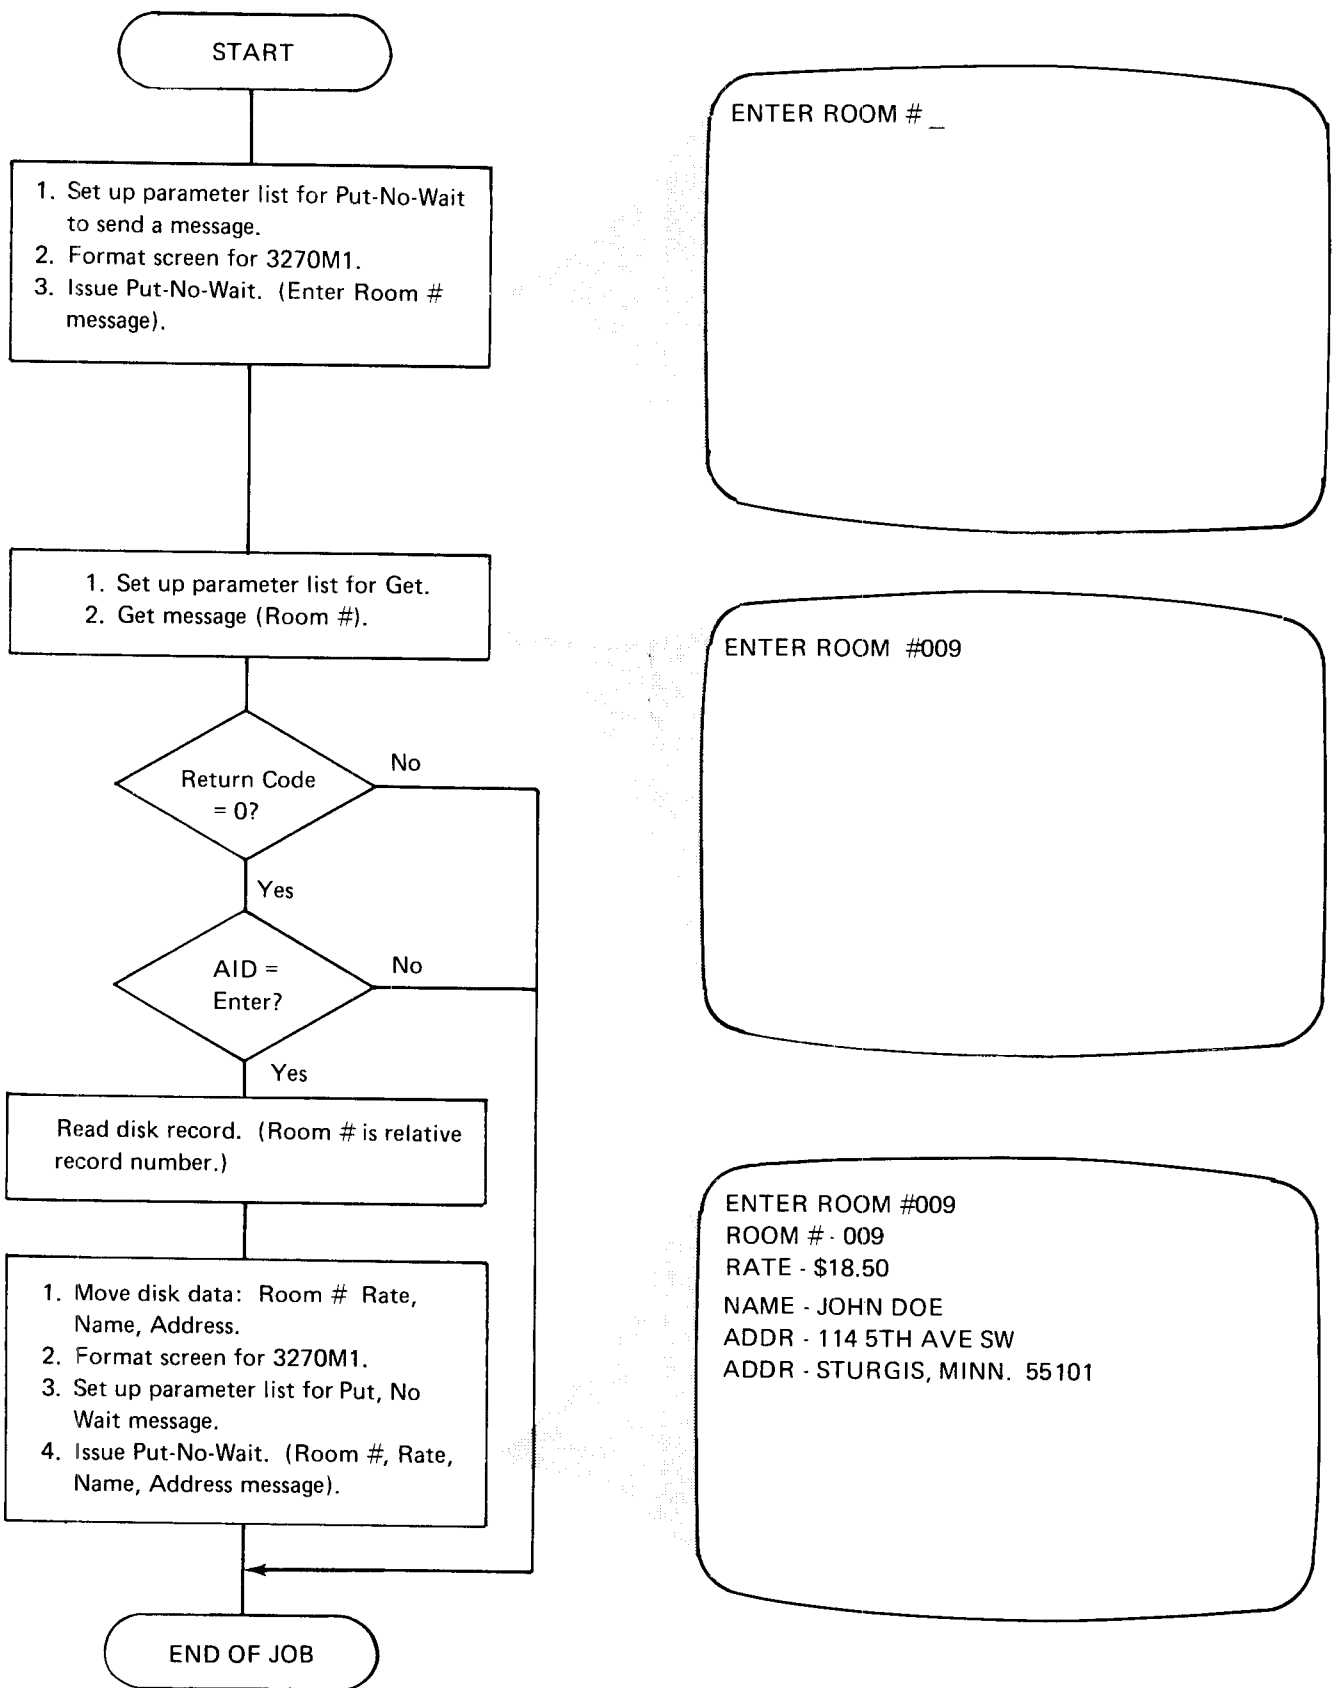 START
1. Set up parameter list for Put-No-Wait
to send a message.
2. Format screen for 3270M1.
3. Issue Put-No-Wait. (Enter Room #
message).
ENTER ROOM # _
1. Set up parameter list for Get.
2. Get message (Room #).
ENTER ROOM #009
Return Code
= 0?
No
Yes
AID =
Enter?
No
Yes
Read disk record. (Room # is relative
record number.)
1. Move disk data: Room # Rate,
Name, Address.
2. Format screen for 3270M1.
3. Set up parameter list for Put, No
Wait message.
4. Issue Put-No-Wait. (Room #, Rate,
Name, Address message).
ENTER ROOM #009
ROOM # - 009
RATE - $18.50
NAME - JOHN DOE
ADDR - 114 5TH AVE SW
ADDR - STURGIS, MINN. 55101
END OF JOB